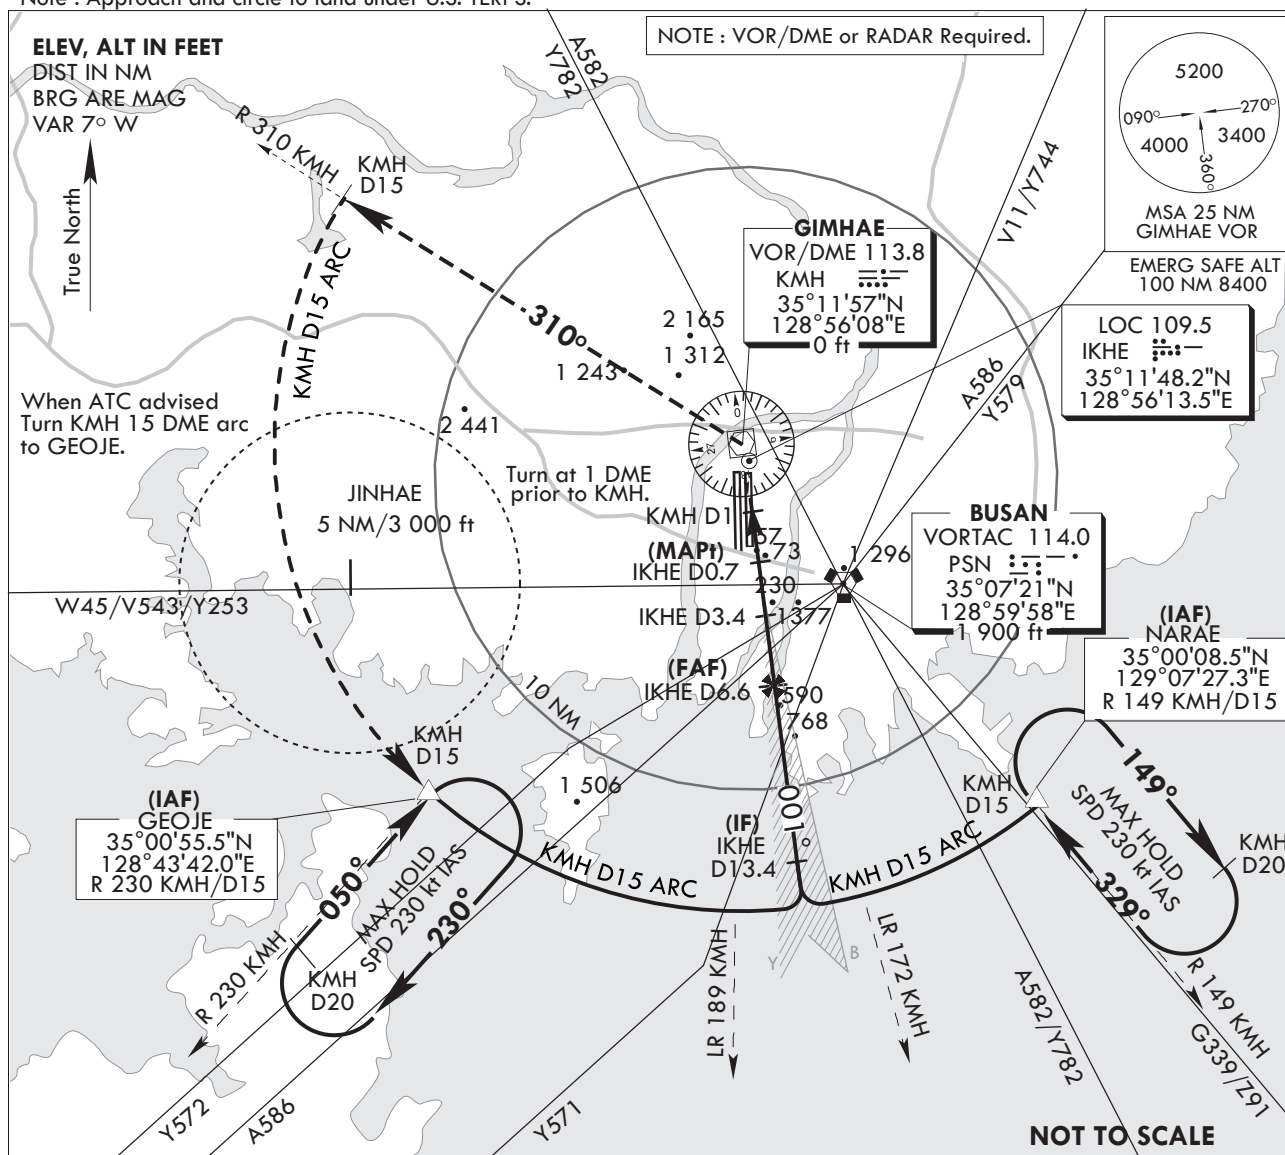 Note : Approach and circle to land under U.S. TERPS.
ELEV, ALT IN FEET
DIST IN NM
BRG ARE MAG
VAR 7° W
True North
NOTE : VOR/DME or RADAR Required.
A582
Y782
5200
090°
270°
4000
3400
360°
MSA 25 NM
GIMHAE VOR
EMERG SAFE ALT
100 NM 8400
R 310 KMH
KMH
D15
V11/Y744
GIMHAE
VOR/DME 113.8
KMH
35°11'57"N
128°56'08"E
0 ft
LOC 109.5
IKHE
35°11'48.2"N
128°56'13.5"E
KMH D15 ARC
310°
2 165
1 312
1 243
2 441
A586
Y579
When ATC advised
Turn KMH 15 DME arc
to GEOJE.
JINHAE
5 NM/3 000 ft
Turn at 1 DME
prior to KMH.
0
9
27
KMH D1
57
(MAPt)
73
IKHE D0.7
230
IKHE D3.4
1377
1 296
BUSAN
VORTAC 114.0
PSN
35°07'21"N
128°59'58"E
1 900 ft
W45/V543/Y253
(FAF)
IKHE D6.6
590
768
10 NM
(IAF)
NARAE
35°00'08.5"N
129°07'27.3"E
R 149 KMH/D15
KMH
D15
(IAF)
GEOJE
35°00'55.5"N
128°43'42.0"E
R 230 KMH/D15
1 506
(IF)
IKHE
D13.4
001°
KMH D15 ARC
KMH D15 ARC
KMH
D15
149°
MAX HOLD
SPD 230 kt IAS
329°
KMH
D20
050°
MAX HOLD
SPD 230 kt IAS
230°
R 230 KMH
KMH
D20
LR 189 KMH
Y
B
LR 172 KMH
A582/Y782
R 149 KMH
G339/Z91
Y572
A586
Y571
NOT TO SCALE